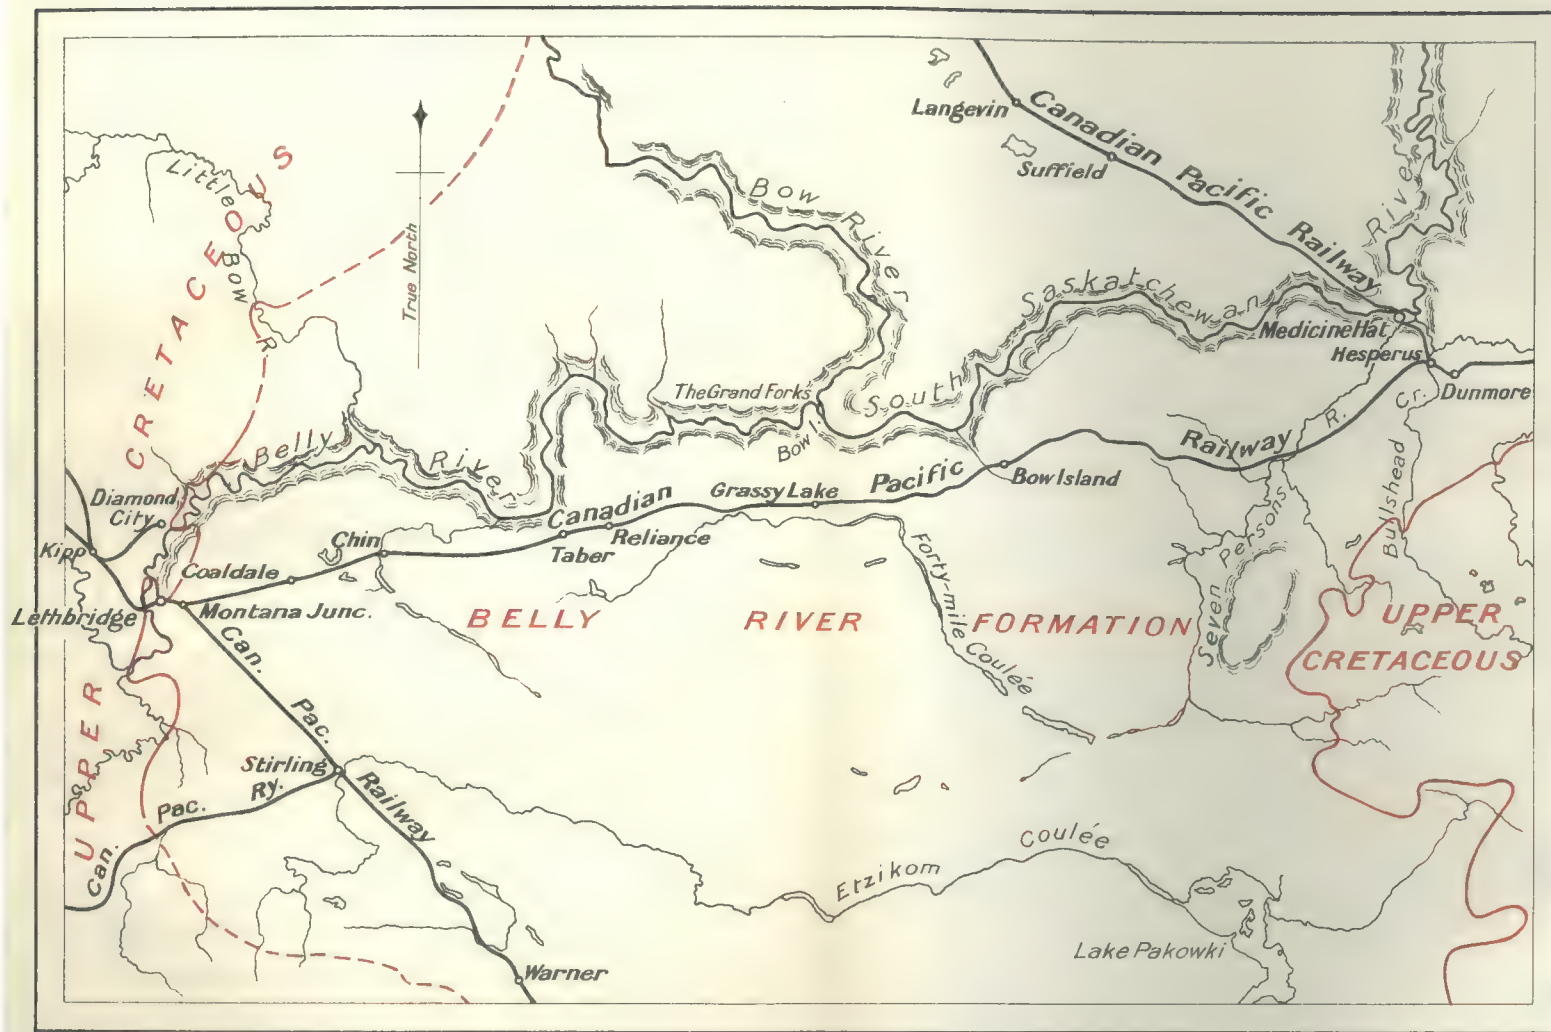 Langevin
Suffield
Canadian Pacific Railway
Little Bow R.
UPPER CRETACEOUS
True North
Bow River
South Saskatchewan River
Medicine Hat
Hesperus
Dunmore
The Grand Forks
Bow I.
Belly River
Diamond City
Kipp
Lethbridge
Coaldale
Montana Junc.
Chin
Canadian Pacific Railway
Taber
Reliance
Grassy Lake
Bow Island
R.
Bullshead Cr.
Seven Persons
Forty-mile Coulée
BELLY RIVER FORMATION
UPPER
CRETACEOUS
Can. Pac. Railway
Stirling
Can. Pac. Ry.
Warner
Etzikom Coulée
Lake Pakowki